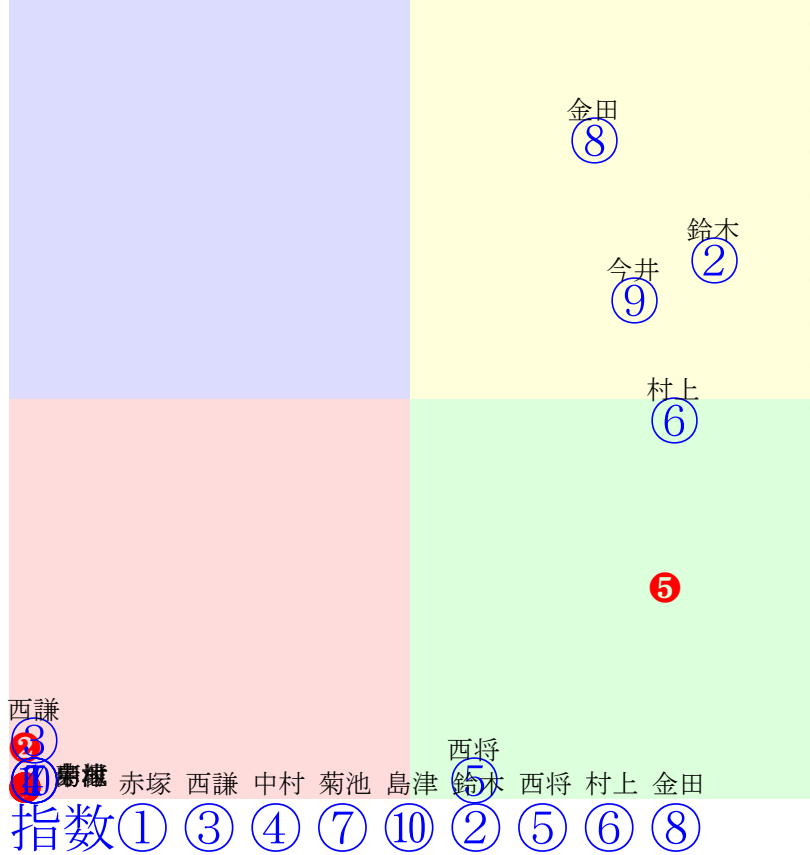 金田
⑧
鈴木
②
今井
⑨
村上
⑥
❺
西謙
③
西将
⑤
赤塚 西謙 中村 菊池 島津 鈴木 西将 村上 金田
指数① ③ ④ ⑦ ⑩ ② ⑤ ⑥ ⑧